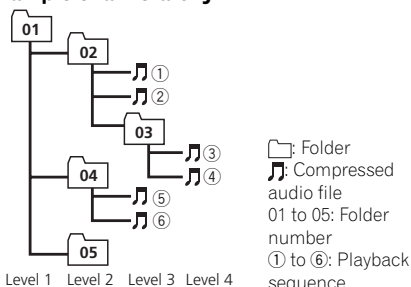 01
02
①
②
03
③
④
04
⑤
⑥
05
Level 1 Level 2 Level 3 Level 4
: Folder
: Compressed
audio file
01 to 05: Folder
number
① to ⑥: Playback
sequence